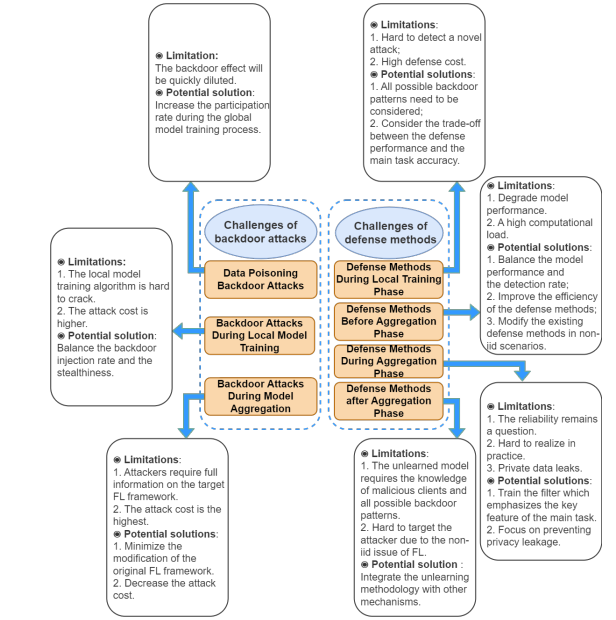 ◉ Limitation:
The backdoor effect will
be quickly diluted.
◉ Potential solution:
Increase the participation
rate during the global
model training process.
◉ Limitations:
1. Hard to detect a novel
attack;
2. High defense cost.
◉ Potential solutions:
1. All possible backdoor
patterns need to be
considered;
2. Consider the trade-off
between the defense
performance and the
main task accuracy.
◉ Limitations:
1. Degrade model
performance.
2. A high computational
load.
◉ Potential solutions:
1. Balance the model
performance and
the detection rate;
2. Improve the efficiency
of the defense methods;
3. Modify the existing
defense methods in non-
iid scenarios.
Challenges of
backdoor attacks
Challenges of
defense methods
Data Poisoning
Backdoor Attacks
Backdoor Attacks
During Local Model
Training
Backdoor Attacks
During Model
Aggregation
Defense Methods
During Local Training
Phase
Defense Methods
Before Aggregation
Phase
Defense Methods
During Aggregation
Phase
Defense Methods
after Aggregation
Phase
◉ Limitations:
1. The local model
training algorithm is hard
to crack.
2. The attack cost is
higher.
◉ Potential solution:
Balance the backdoor
injection rate and the
stealthiness.
◉ Limitations:
1. The reliability remains
a question.
2. Hard to realize in
practice.
3. Private data leaks.
◉ Potential solutions:
1. Train the filter which
emphasizes the key
feature of the main task.
2. Focus on preventing
privacy leakage.
◉ Limitations:
1. Attackers require full
information on the target
FL framework.
2. The attack cost is the
highest.
◉ Potential solutions:
1. Minimize the
modification of the
original FL framework.
2. Decrease the attack
cost.
◉ Limitations:
1. The unlearned model
requires the knowledge
of malicious clients and
all possible backdoor
patterns.
2. Hard to target the
attacker due to the non-
iid issue of FL.
◉ Potential solution :
Integrate the unlearning
methodology with other
mechanisms.